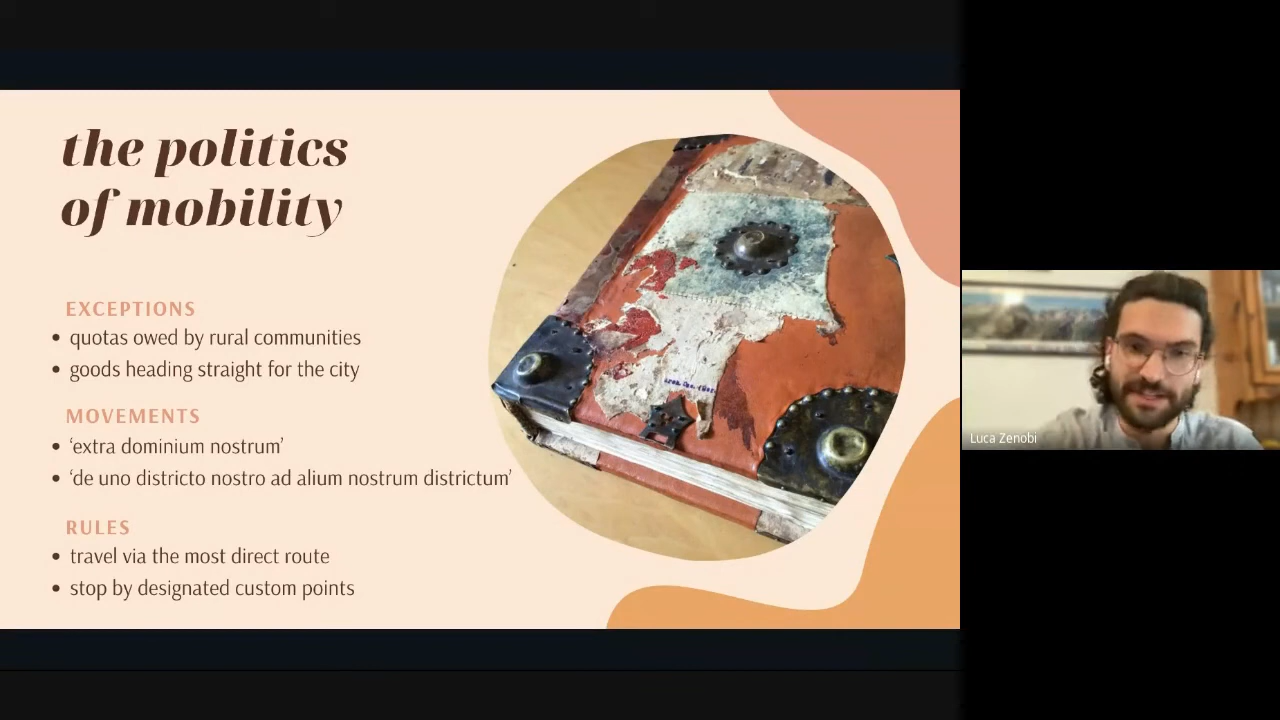 the politics
of mobility
EXCEPTIONS
• quotas owed by rural communities
• goods heading straight for the city
MOVEMENTS
• ‘extra dominium nostrum’
• ‘de uno districto nostro ad alium nostrum districtum’
RULES
• travel via the most direct route
• stop by designated custom points
Luca Zenobi